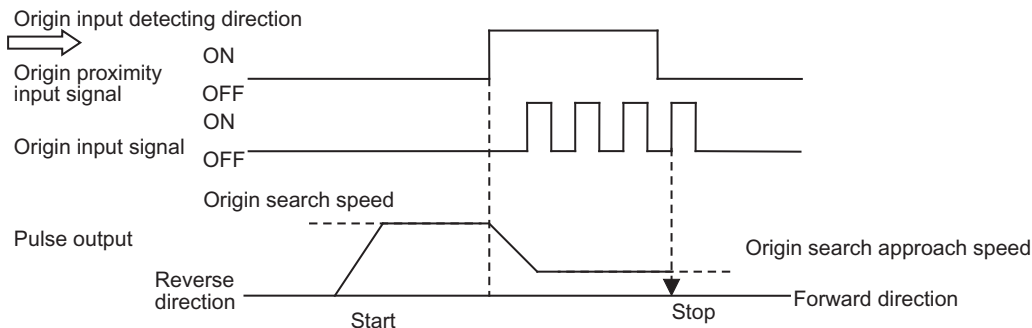 Origin input detecting direction
ON
Origin proximity
input signal
OFF
ON
Origin input signal
OFF
Origin search speed
Pulse output
Origin search approach speed
Reverse
direction
Forward direction
Start
Stop